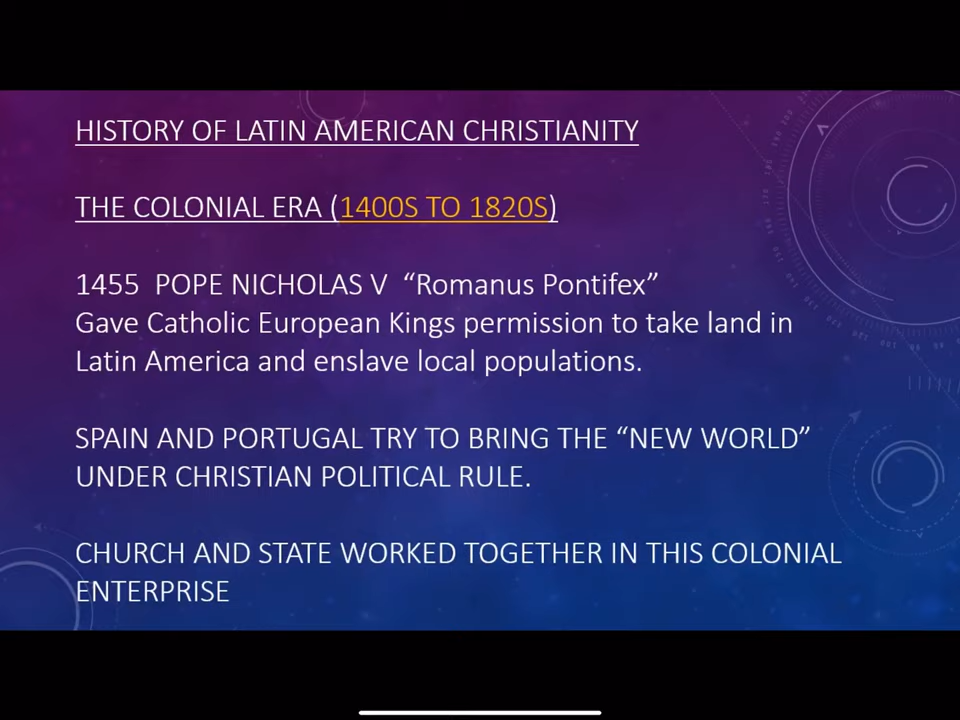 HISTORY OF LATIN AMERICAN CHRISTIANITY
THE COLONIAL ERA (1400S TO 1820S)
1455 POPE NICHOLAS V “Romanus Pontifex”
Gave Catholic European Kings permission to take land in
Latin America and enslave local populations.
SPAIN AND PORTUGAL TRY TO BRING THE “NEW WORLD”
UNDER CHRISTIAN POLITICAL RULE.
CHURCH AND STATE WORKED TOGETHER IN THIS COLONIAL
ENTERPRISE